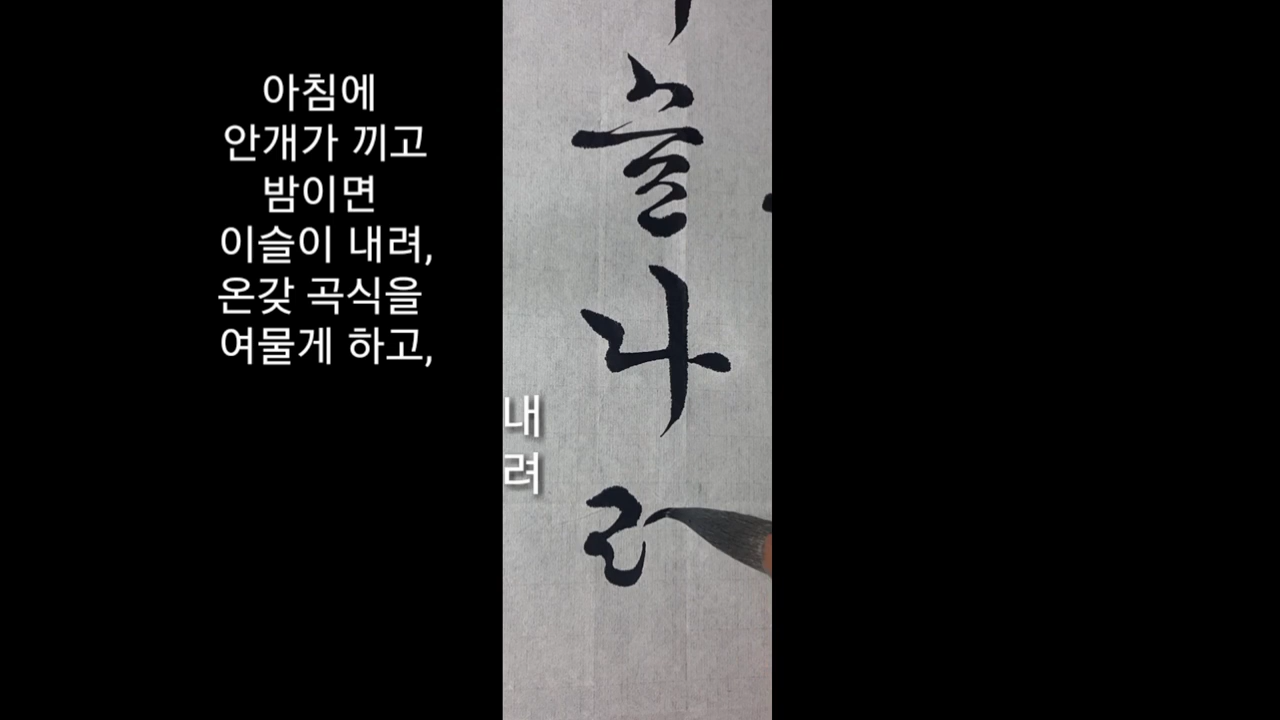 아침에
안개가 끼고
밤이면
이슬이 내려,
온갖 곡식을
여물게 하고,
내
려
슬
나